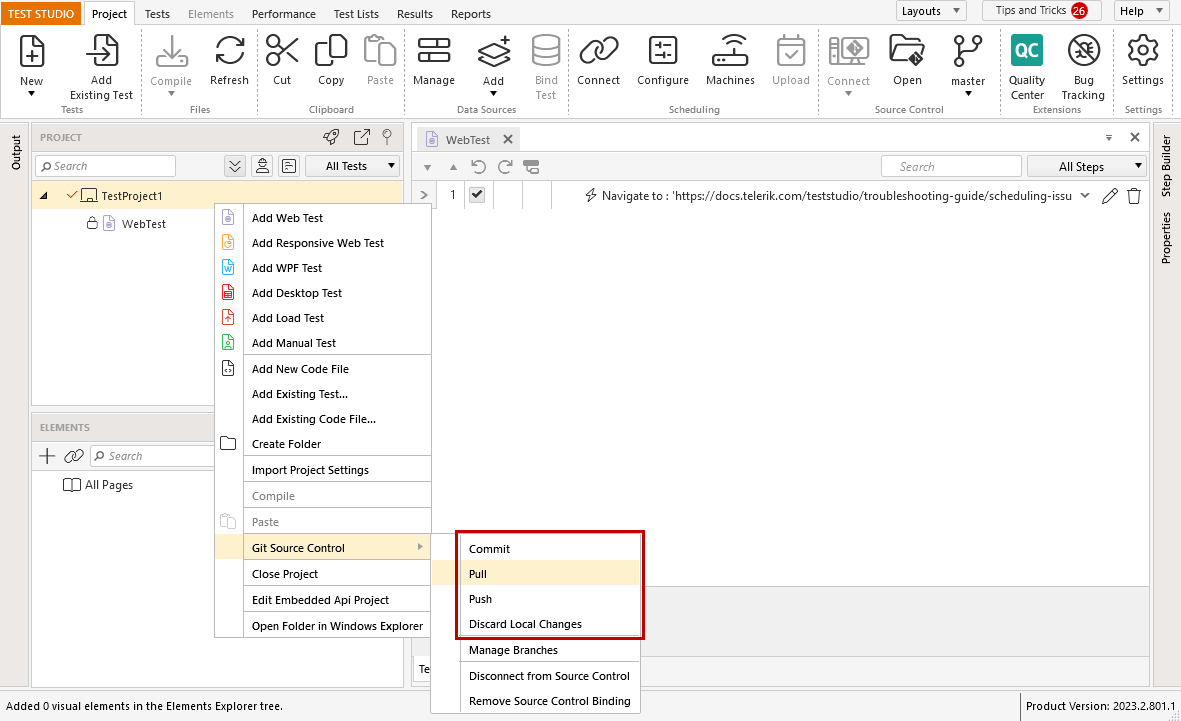 TEST STUDIO Project Tests Elements Performance Test Lists Results Reports Layouts Tips and Tricks 26 Help
New Add Existing Test Compile Refresh Cut Copy Paste Manage Add Bind Test Connect Configure Machines Upload Connect Open master QC Quality Center Bug Tracking Settings
Tests Files Clipboard Data Sources Scheduling Source Control Extensions Settings
Output
PROJECT
Search All Tests
TestProject1
WebTest
WebTest
Search All Steps
1 Navigate to : 'https://docs.telerik.com/teststudio/troubleshooting-guide/scheduling-issu
Step Builder
Properties
Add Web Test
Add Responsive Web Test
Add WPF Test
Add Desktop Test
Add Load Test
Add Manual Test
Add New Code File
Add Existing Test...
Add Existing Code File...
Create Folder
Import Project Settings
Compile
Paste
Git Source Control
Close Project
Edit Embedded Api Project
Open Folder in Windows Explorer
ELEMENTS
Search
All Pages
Commit
Pull
Push
Discard Local Changes
Manage Branches
Disconnect from Source Control
Remove Source Control Binding
Te
Added 0 visual elements in the Elements Explorer tree.
Product Version: 2023.2.801.1